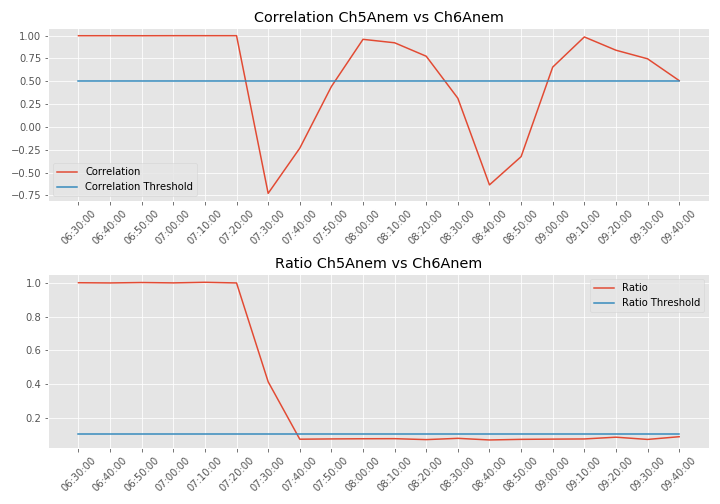 Correlation Ch5Anem vs Ch6Anem
1.00
0.75
0.50
0.25
0.00
−0.25
−0.50
−0.75
Correlation
Correlation Threshold
06:30:00 06:40:00 06:50:00 07:00:00 07:10:00 07:20:00 07:30:00 07:40:00 07:50:00 08:00:00 08:10:00 08:20:00 08:30:00 08:40:00 08:50:00 09:00:00 09:10:00 09:20:00 09:30:00 09:40:00
Ratio Ch5Anem vs Ch6Anem
1.0
0.8
0.6
0.4
0.2
Ratio
Ratio Threshold
06:30:00 06:40:00 06:50:00 07:00:00 07:10:00 07:20:00 07:30:00 07:40:00 07:50:00 08:00:00 08:10:00 08:20:00 08:30:00 08:40:00 08:50:00 09:00:00 09:10:00 09:20:00 09:30:00 09:40:00